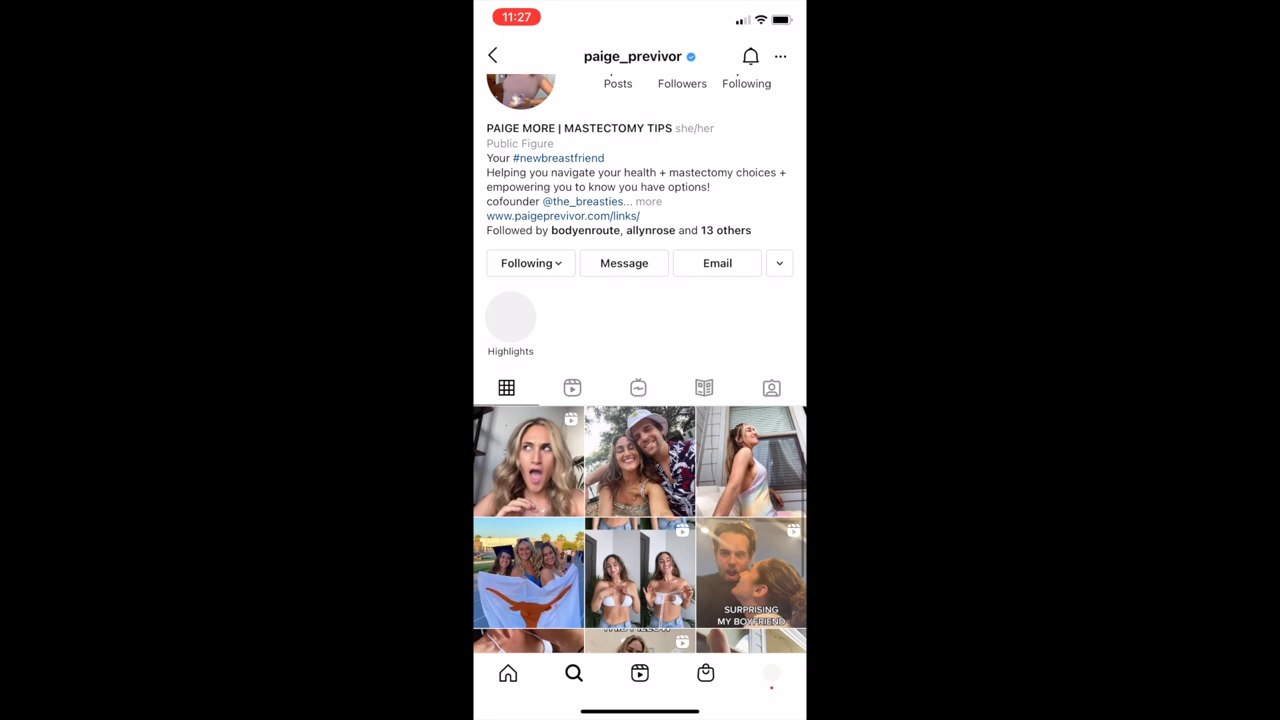 11:27
paige_previvor
Posts Followers Following
PAIGE MORE | MASTECTOMY TIPS she/her
Public Figure
Your #newbreastfriend
Helping you navigate your health + mastectomy choices +
empowering you to know you have options!
cofounder @the_breasties... more
www.paigeprevivor.com/links/
Followed by bodyenroute, allynrose and 13 others
Following Message Email
Highlights
SURPRISING
MY BOYFRIEND